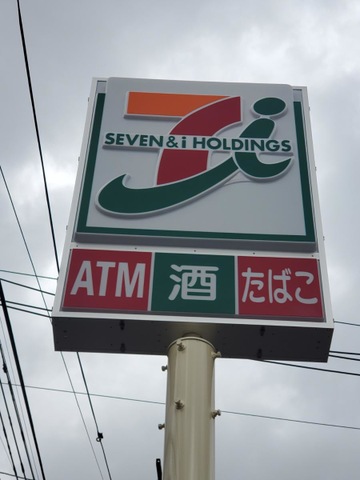 SEVEN & i HOLDINGS
ATM 酒 たばこ